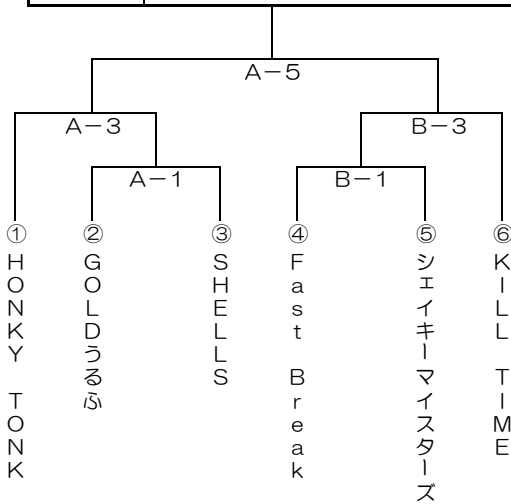 A-5
A-3
B-3
A-1
B-1
①
HONKY TONK
②
GOLDうるふ
③
SHELLS
④
Fast Break
⑤
シェイキーマイスターズ
⑥
KILL TIME